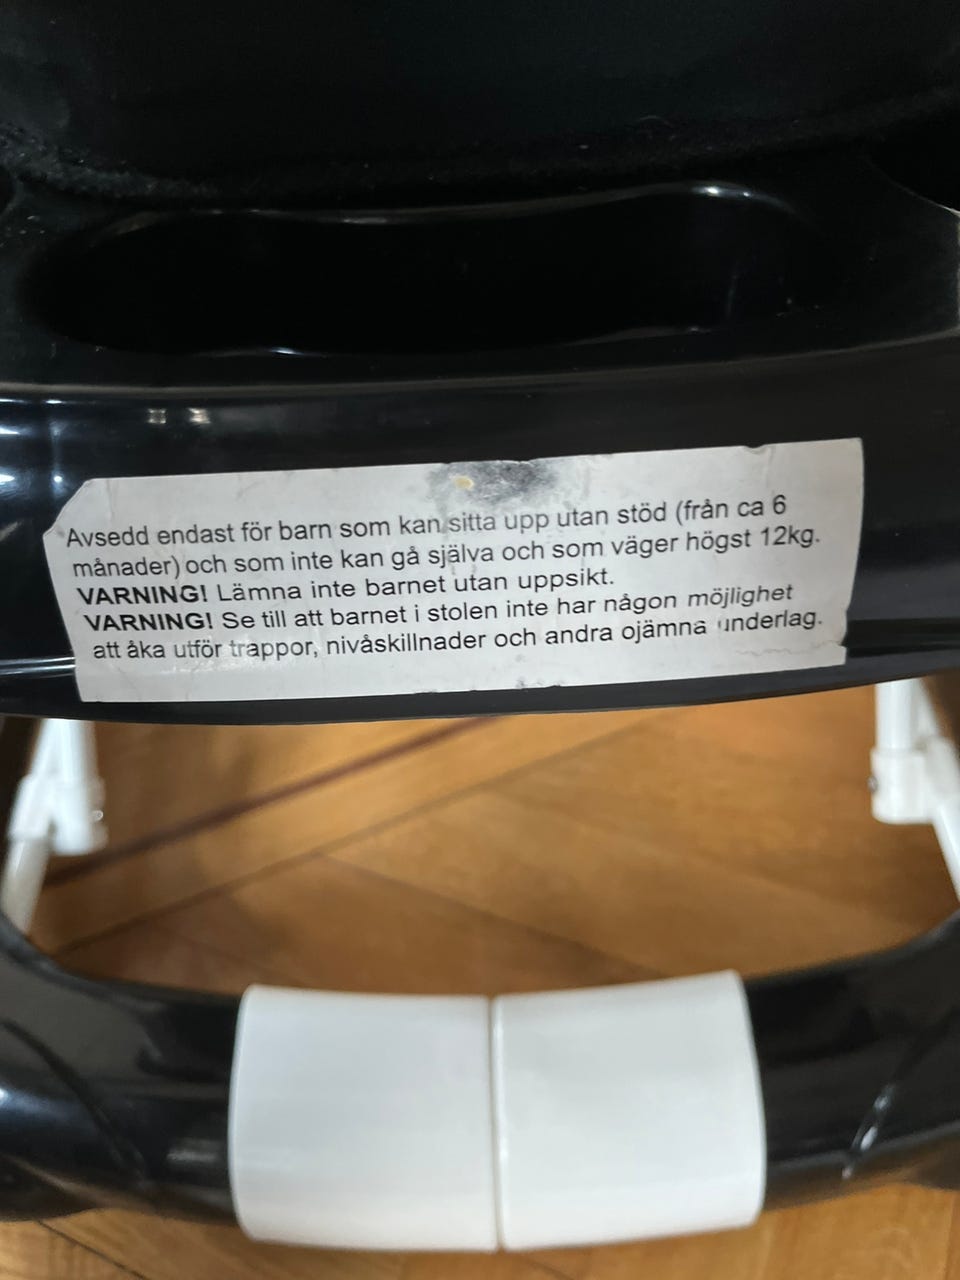 Avsedd endast för barn som kan sitta upp utan stöd (från ca 6
månader) och som inte kan gå själva och som väger högst 12kg.
VARNING! Lämna inte barnet utan uppsikt.
VARNING! Se till att barnet i stolen inte har någon möjlighet
att åka utför trappor, nivåskillnader och andra ojämna underlag.